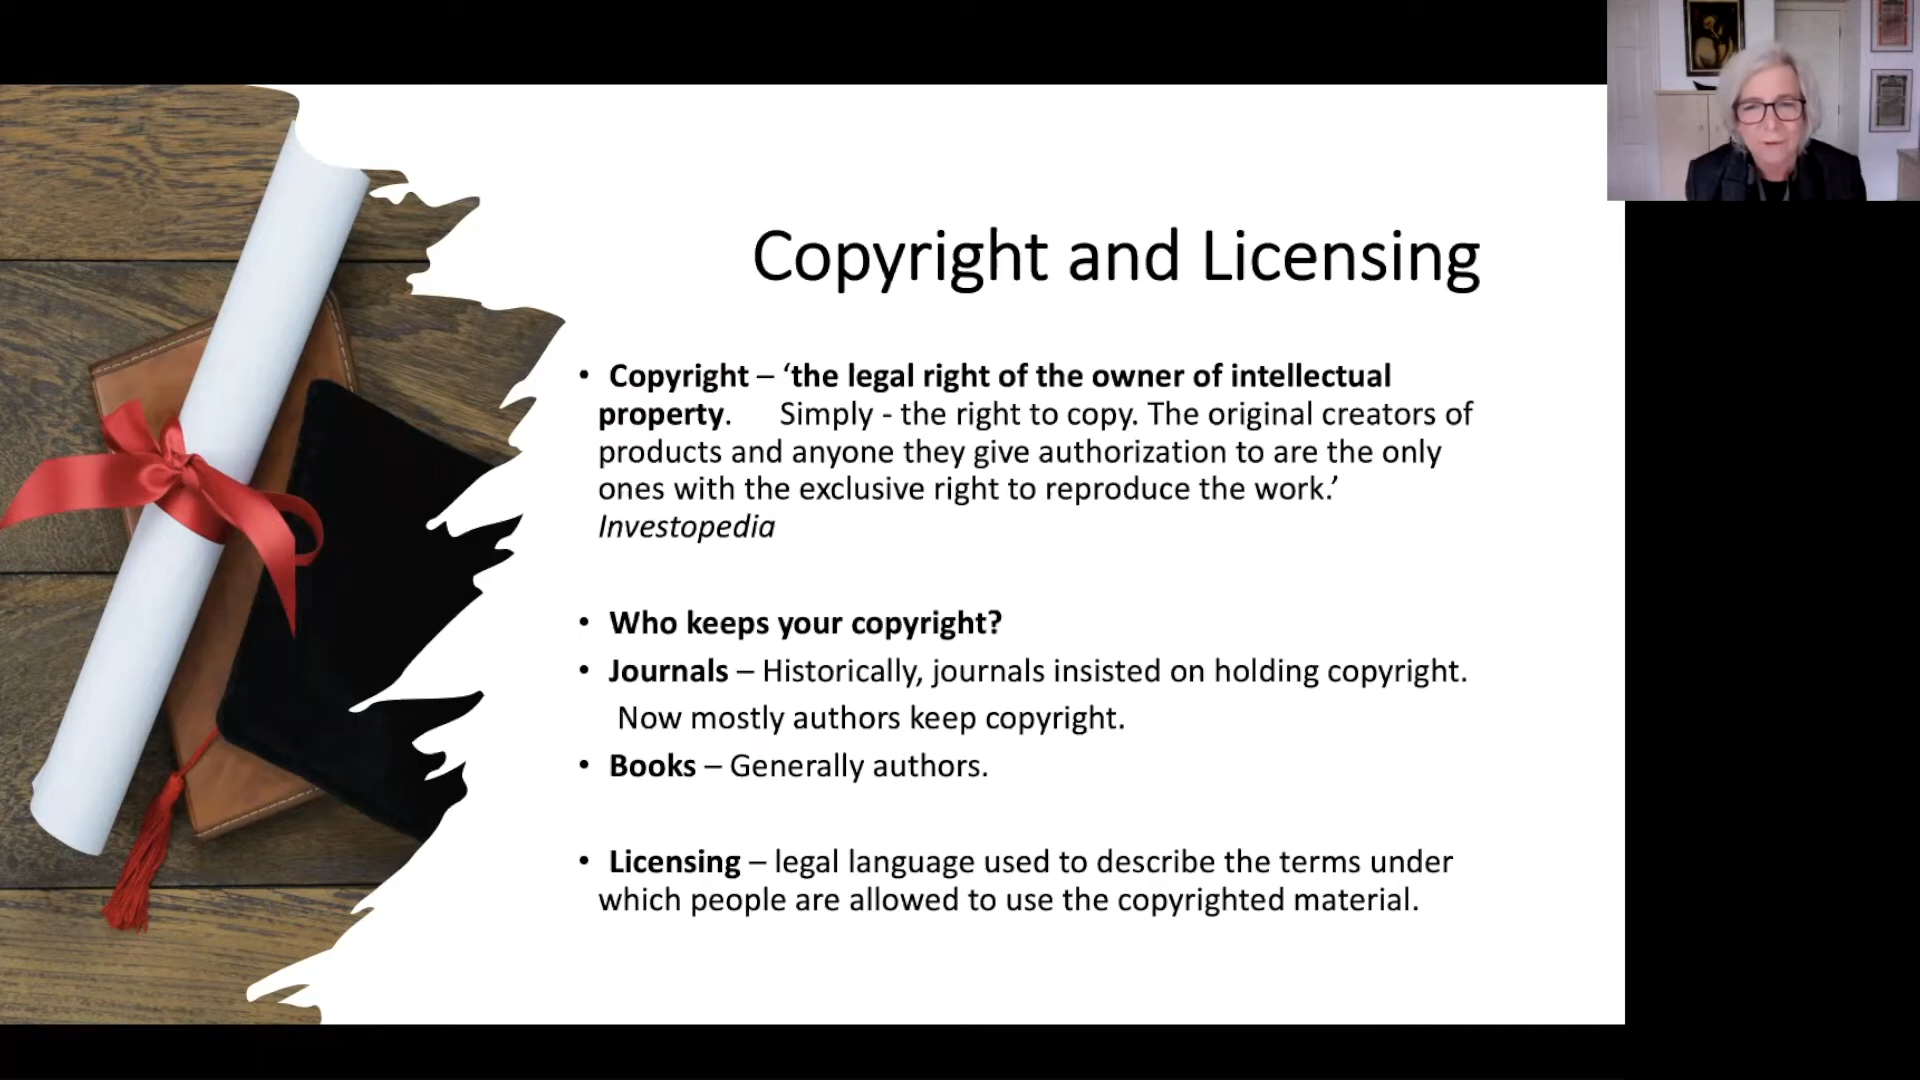 Copyright and Licensing
• Copyright – ‘the legal right of the owner of intellectual
property. Simply - the right to copy. The original creators of
products and anyone they give authorization to are the only
ones with the exclusive right to reproduce the work.’
Investopedia
• Who keeps your copyright?
• Journals – Historically, journals insisted on holding copyright.
Now mostly authors keep copyright.
• Books – Generally authors.
• Licensing – legal language used to describe the terms under
which people are allowed to use the copyrighted material.